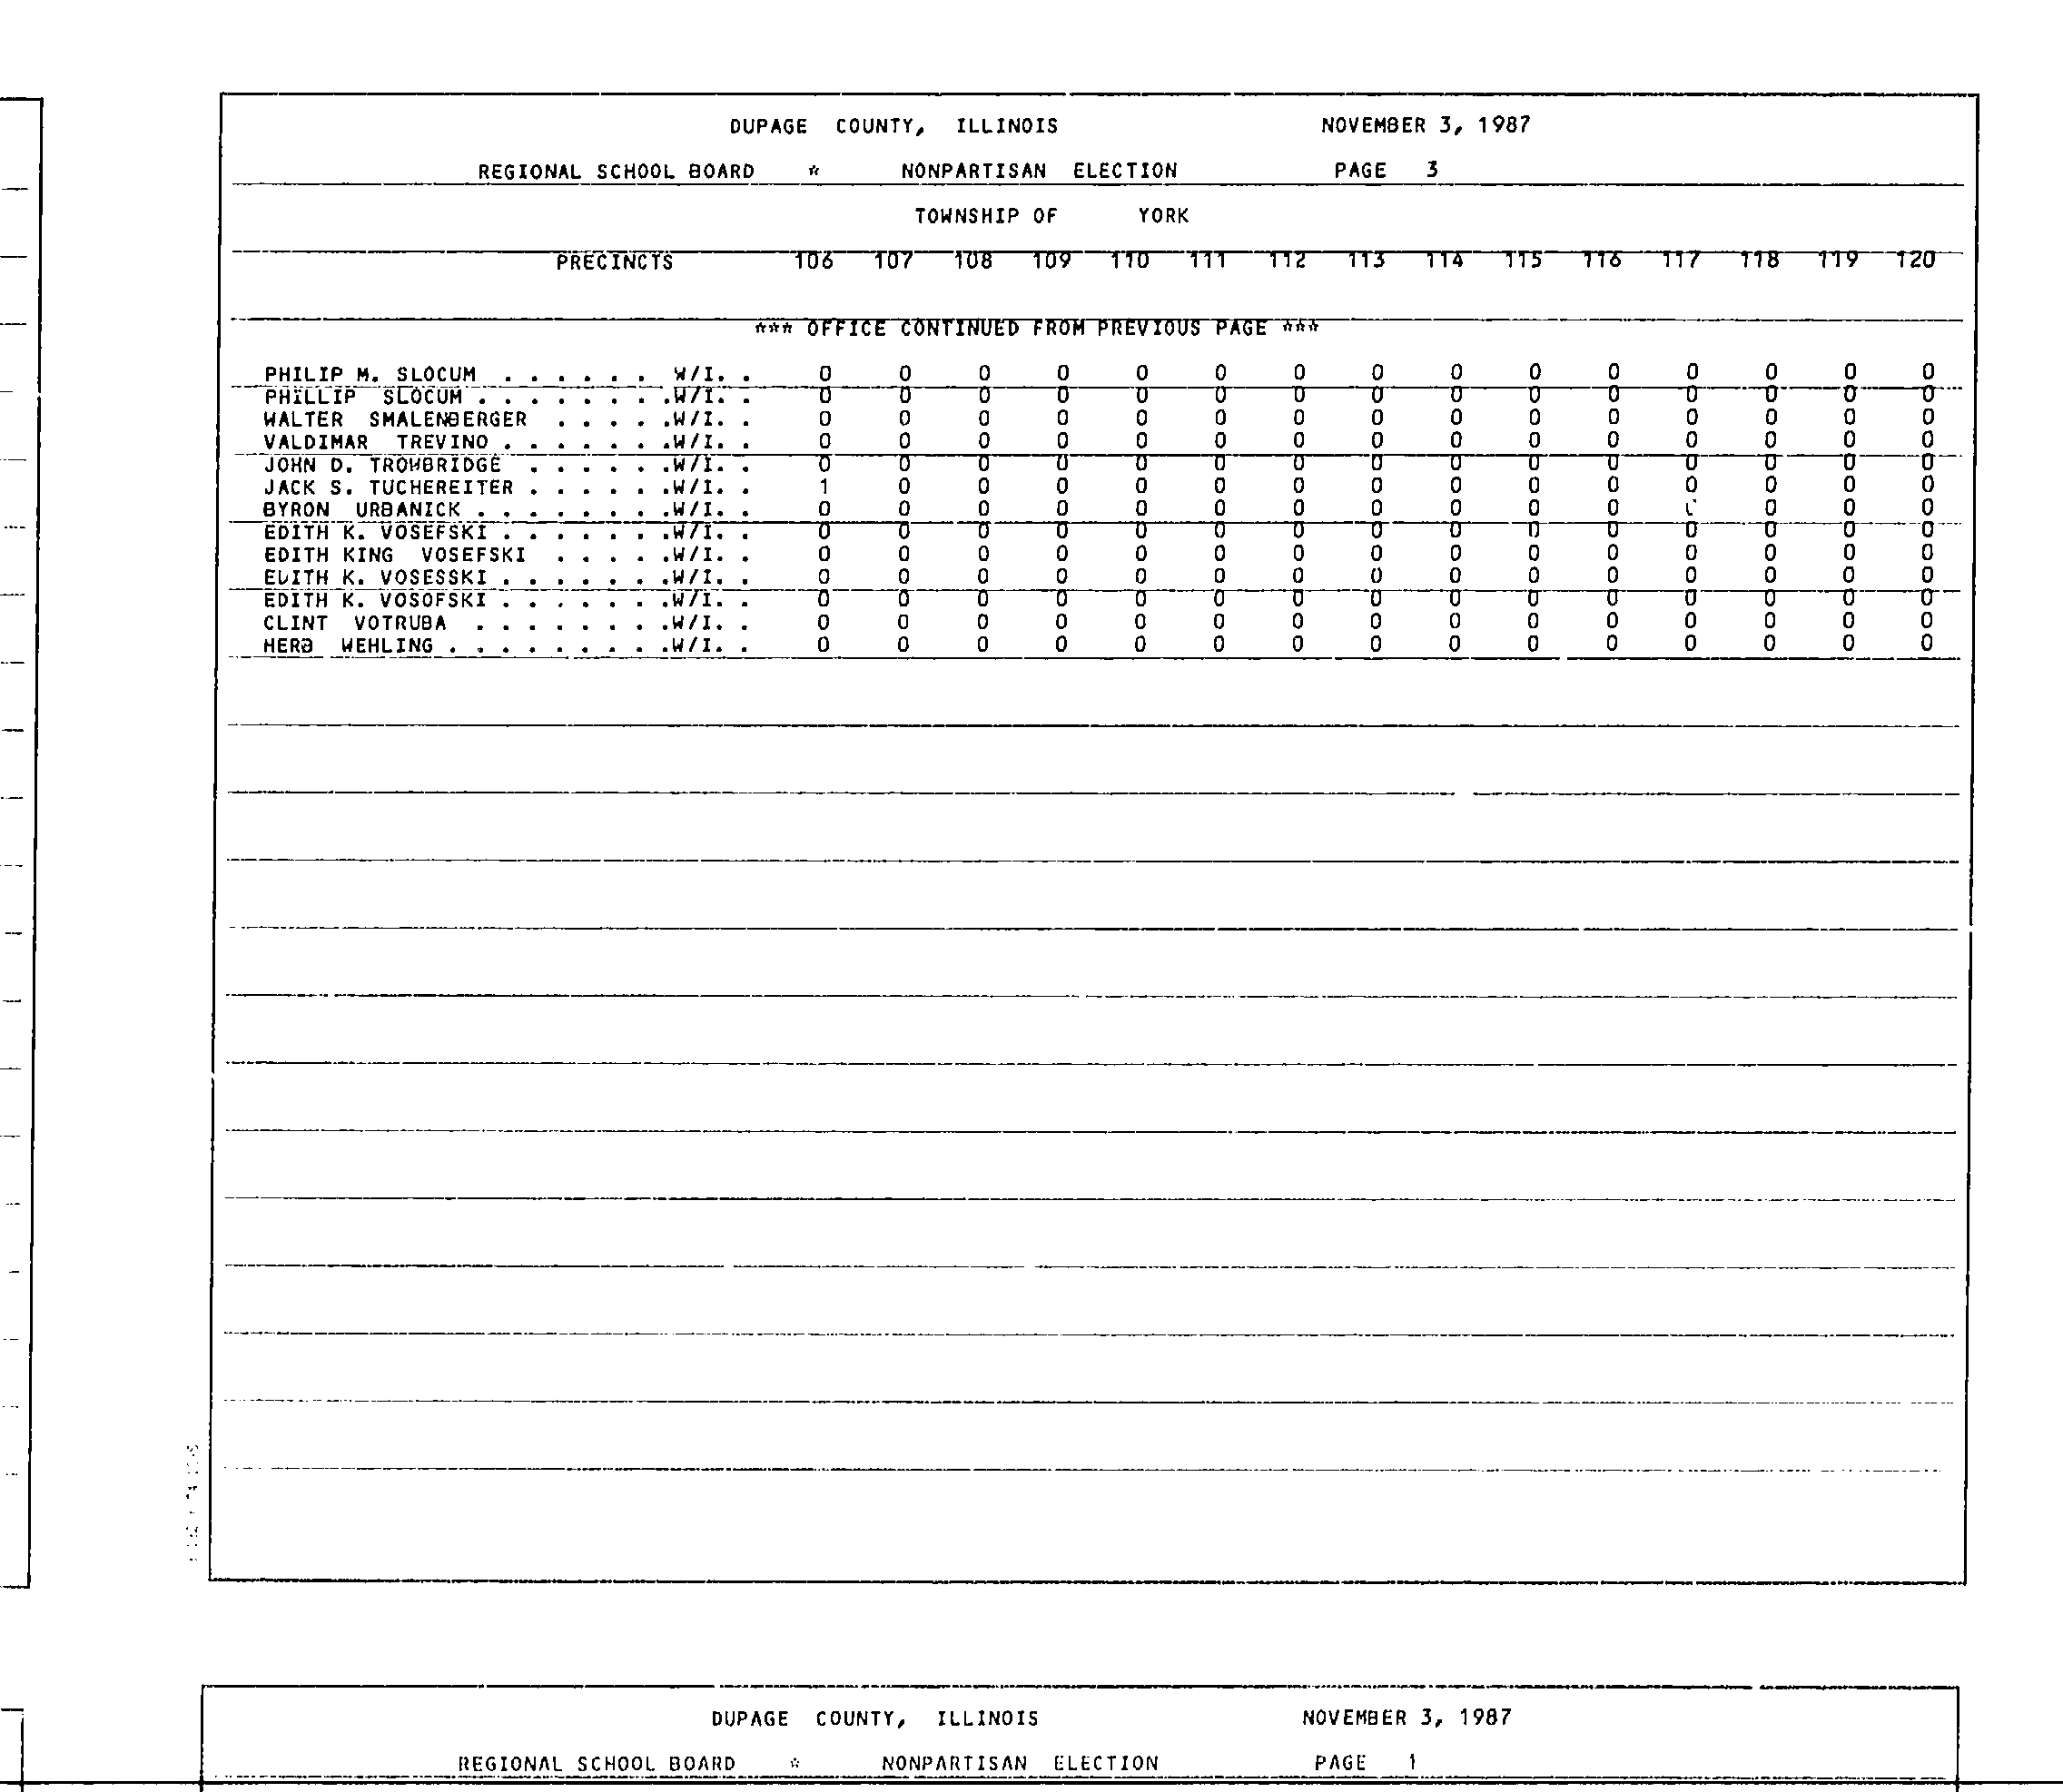 DUPAGE COUNTY, ILLINOIS NOVEMBER 3, 1987
REGIONAL SCHOOL BOARD * NONPARTISAN ELECTION PAGE 3
TOWNSHIP OF YORK
PRECINCTS 106 107 108 109 110 111 112 113 114 115 116 117 118 119 120
*** OFFICE CONTINUED FROM PREVIOUS PAGE ***
PHILIP M. SLOCUM . . . . . . W/I. . 0 0 0 0 0 0 0 0 0 0 0 0 0 0 0
PHILLIP SLOCUM . . . . . . . .W/I. . 0 0 0 0 0 0 0 0 0 0 0 0 0 0 0
WALTER SMALENBERGER . . . . .W/I. . 0 0 0 0 0 0 0 0 0 0 0 0 0 0 0
VALDIMAR TREVINO . . . . . . .W/I. . 0 0 0 0 0 0 0 0 0 0 0 0 0 0 0
JOHN D. TROWBRIDGE . . . . . .W/I. . 0 0 0 0 0 0 0 0 0 0 0 0 0 0 0
JACK S. TUCHEREITER . . . . . .W/I. . 1 0 0 0 0 0 0 0 0 0 0 0 0 0 0
BYRON URBANICK . . . . . . . .W/I. . 0 0 0 0 0 0 0 0 0 0 0 0 0 0
EDITH K. VOSEFSKI . . . . . . .W/I. . 0 0 0 0 0 0 0 0 0 0 0 0 0 0 0
EDITH KING VOSEFSKI . . . . .W/I. . 0 0 0 0 0 0 0 0 0 0 0 0 0 0 0
EDITH K. VOSESSKI . . . . . . .W/I. . 0 0 0 0 0 0 0 0 0 0 0 0 0 0 0
EDITH K. VOSOFSKI . . . . . . .W/I. . 0 0 0 0 0 0 0 0 0 0 0 0 0 0 0
CLINT VOTRUBA . . . . . . . .W/I. . 0 0 0 0 0 0 0 0 0 0 0 0 0 0 0
HERB WEHLING . . . . . . . . .W/I. . 0 0 0 0 0 0 0 0 0 0 0 0 0 0 0
DUPAGE COUNTY, ILLINOIS NOVEMBER 3, 1987
REGIONAL SCHOOL BOARD * NONPARTISAN ELECTION PAGE 1